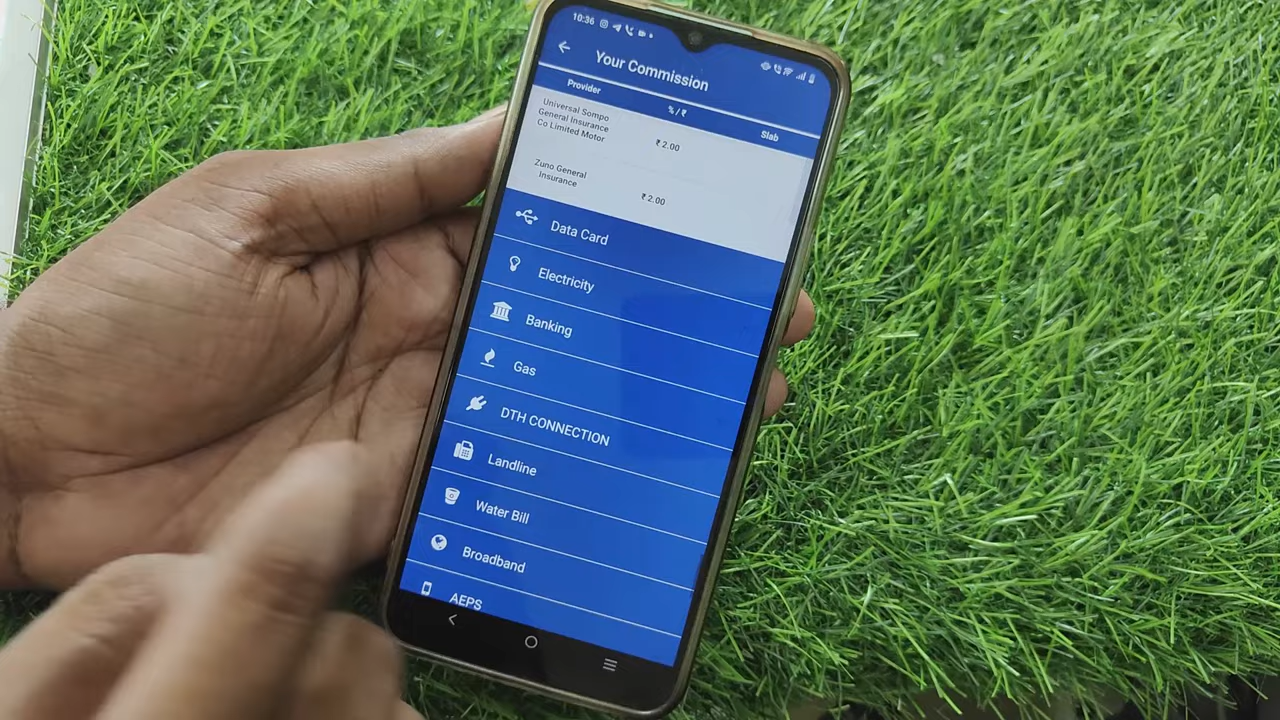 10:36
Your Commission
Provider % / ₹ Slab
Universal Sompo
General Insurance
Co Limited Motor
₹ 2.00
Zuno General
Insurance
₹ 2.00
Data Card
Electricity
Banking
Gas
DTH CONNECTION
Landline
Water Bill
Broadband
AEPS